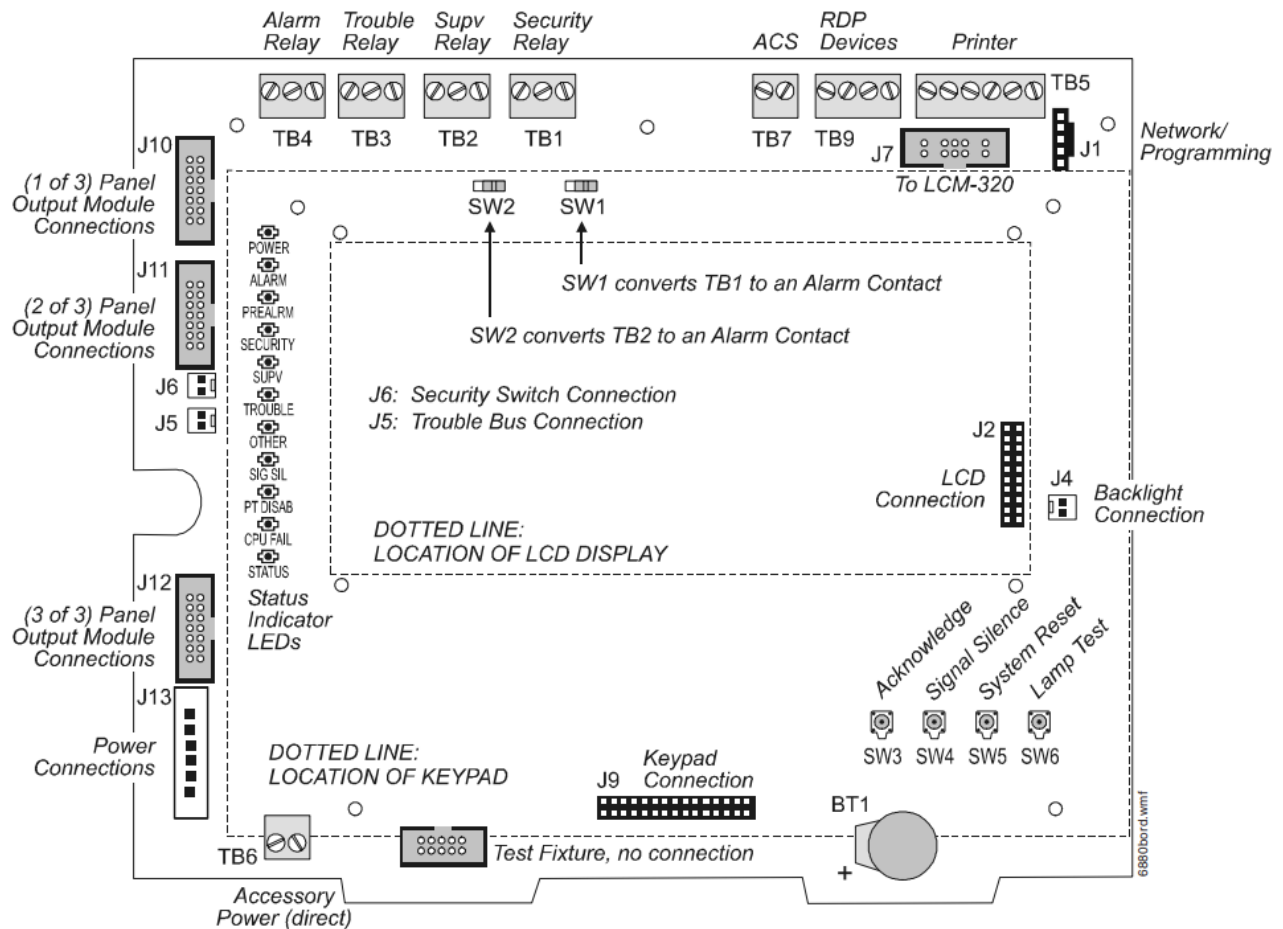 Alarm
Relay
Trouble
Relay
Supv
Relay
Security
Relay
ACS
RDP
Devices
Printer
TB4
TB3
TB2
TB1
TB7
TB9
TB5
J10
(1 of 3) Panel
Output Module
Connections
J7
To LCM-320
J1
Network/
Programming
SW2
SW1
SW1 converts TB1 to an Alarm Contact
SW2 converts TB2 to an Alarm Contact
J11
(2 of 3) Panel
Output Module
Connections
J6
J5
POWER
ALARM
PREALRM
SECURITY
SUPV
TROUBLE
OTHER
SIG SIL
PT DISAB
CPU FAIL
STATUS
Status
Indicator
LEDs
J6: Security Switch Connection
J5: Trouble Bus Connection
J2
LCD
Connection
J4
Backlight
Connection
DOTTED LINE:
LOCATION OF LCD DISPLAY
J12
(3 of 3) Panel
Output Module
Connections
J13
Power
Connections
Acknowledge
Signal Silence
System Reset
Lamp Test
SW3
SW4
SW5
SW6
DOTTED LINE:
LOCATION OF KEYPAD
Keypad
Connection
J9
BT1
+
TB6
Test Fixture, no connection
Accessory
Power (direct)
6880bord.wmf